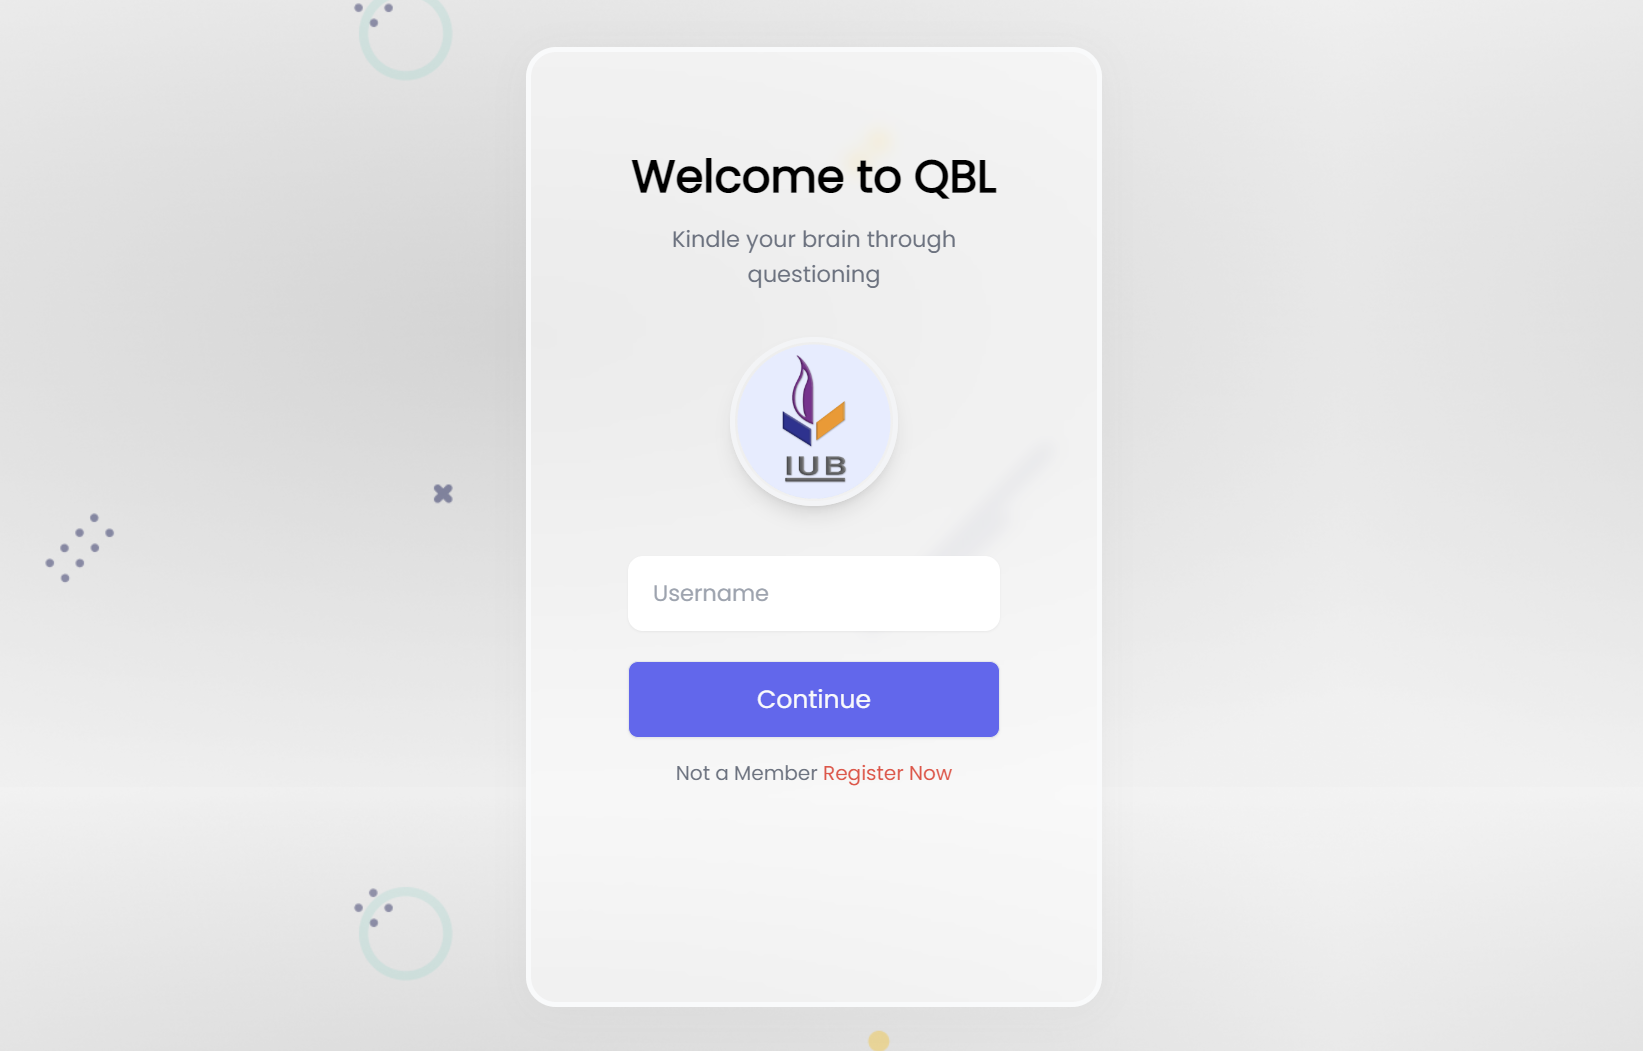 Welcome to QBL
Kindle your brain through
questioning
IUB
Username
Continue
Not a Member Register Now